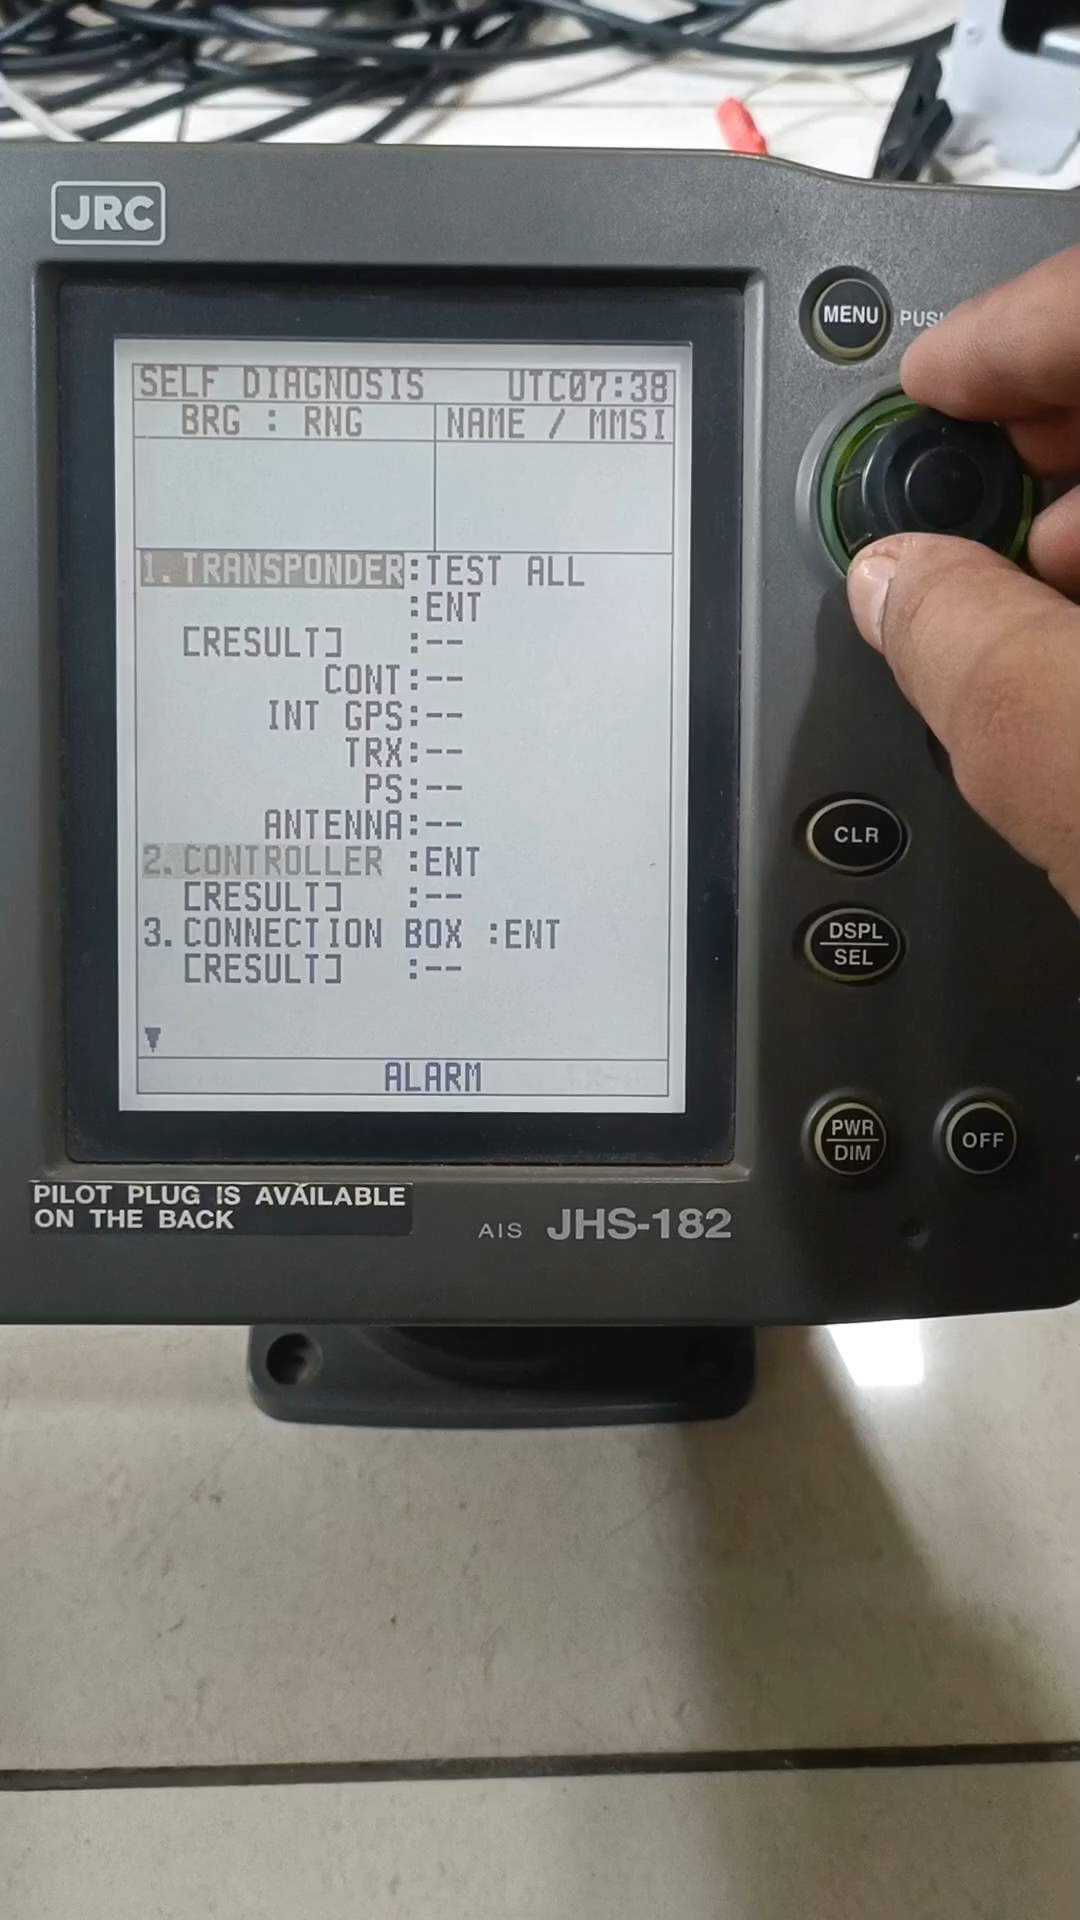 JRC
MENU PUSH
SELF DIAGNOSIS UTC07:38
BRG : RNG NAME / MMSI
1.TRANSPONDER:TEST ALL
:ENT
[RESULT] :--
CONT:--
INT GPS:--
TRX:--
PS:--
ANTENNA:--
2.CONTROLLER :ENT
[RESULT] :--
3.CONNECTION BOX :ENT
[RESULT] :--
ALARM
CLR
DSPL
SEL
PWR
DIM
OFF
PILOT PLUG IS AVAILABLE
ON THE BACK
AIS JHS-182